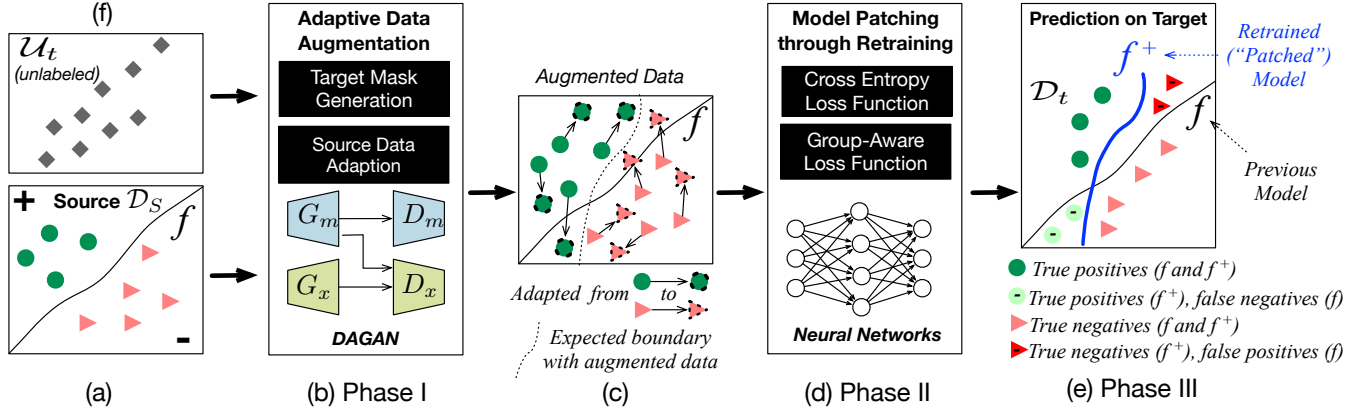 (f)
𝒰t
(unlabeled)
+
Source 𝒟S
f
-
(a)
Adaptive Data
Augmentation
Target Mask
Generation
Source Data
Adaption
Gm
Dm
Gx
Dx
DAGAN
(b) Phase I
Augmented Data
f
Adapted from
to
Expected boundary
with augmented data
(c)
Model Patching
through Retraining
Cross Entropy
Loss Function
Group-Aware
Loss Function
Neural Networks
(d) Phase II
Prediction on Target
f+
Retrained
(“Patched”)
Model
𝒟t
f
Previous
Model
True positives (f and f+)
True positives (f+), false negatives (f)
True negatives (f and f+)
True negatives (f+), false positives (f)
(e) Phase III